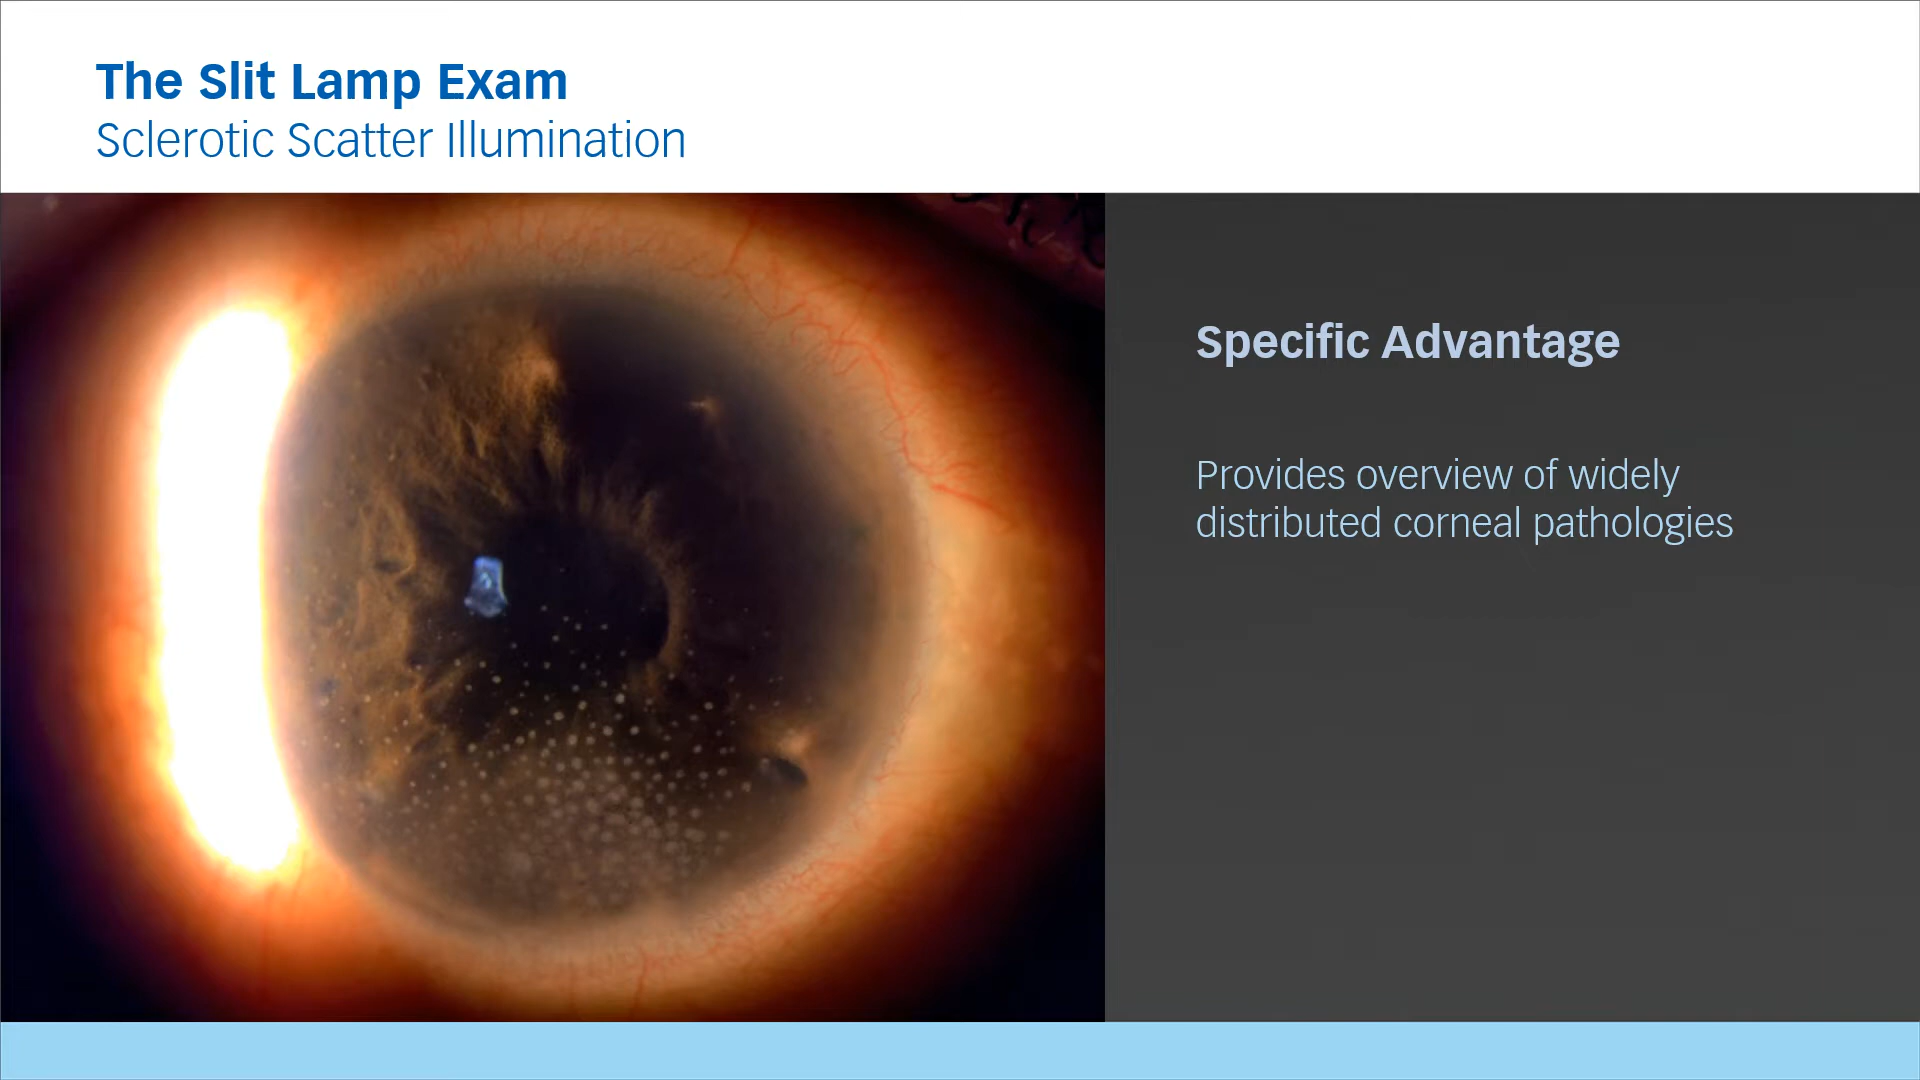 The Slit Lamp Exam
Sclerotic Scatter Illumination
Specific Advantage
Provides overview of widely
distributed corneal pathologies